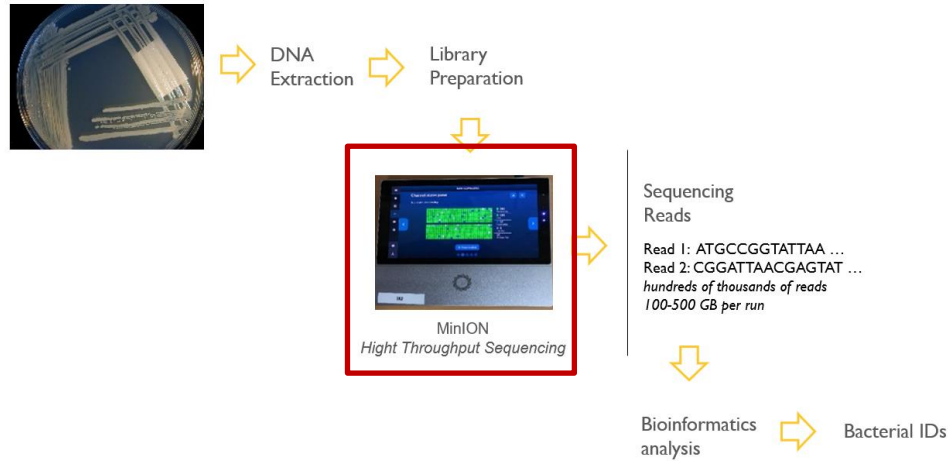 DNA
Extraction
Library
Preparation
MinION
Hight Throughput Sequencing
Sequencing
Reads
Read 1: ATGCCGGTATTAA ...
Read 2: CGGATTAACGAGTAT ...
hundreds of thousands of reads
100-500 GB per run
Bioinformatics
analysis
Bacterial IDs